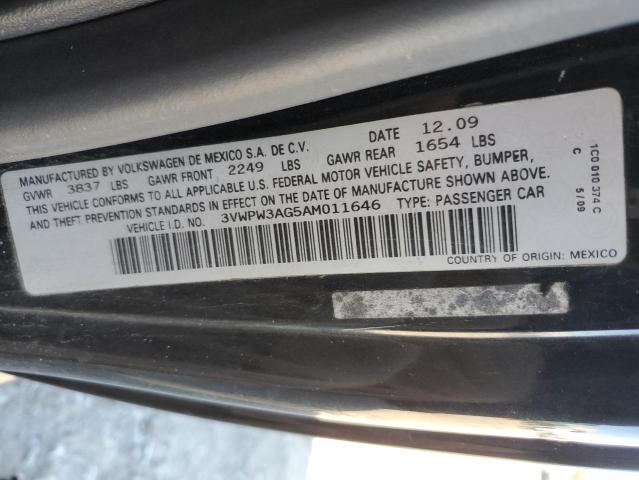 MANUFACTURED BY VOLKSWAGEN DE MEXICO S.A. DE C.V. DATE 12.09
GVWR 3837 LBS GAWR FRONT 2249 LBS GAWR REAR 1654 LBS
THIS VEHICLE CONFORMS TO ALL APPLICABLE U.S. FEDERAL MOTOR VEHICLE SAFETY, BUMPER,
AND THEFT PREVENTION STANDARDS IN EFFECT ON THE DATE OF MANUFACTURE SHOWN ABOVE.
VEHICLE I.D. NO. 3VWPW3AG5AM011646 TYPE: PASSENGER CAR
COUNTRY OF ORIGIN: MEXICO
1C0 010 374 C
C 5/09